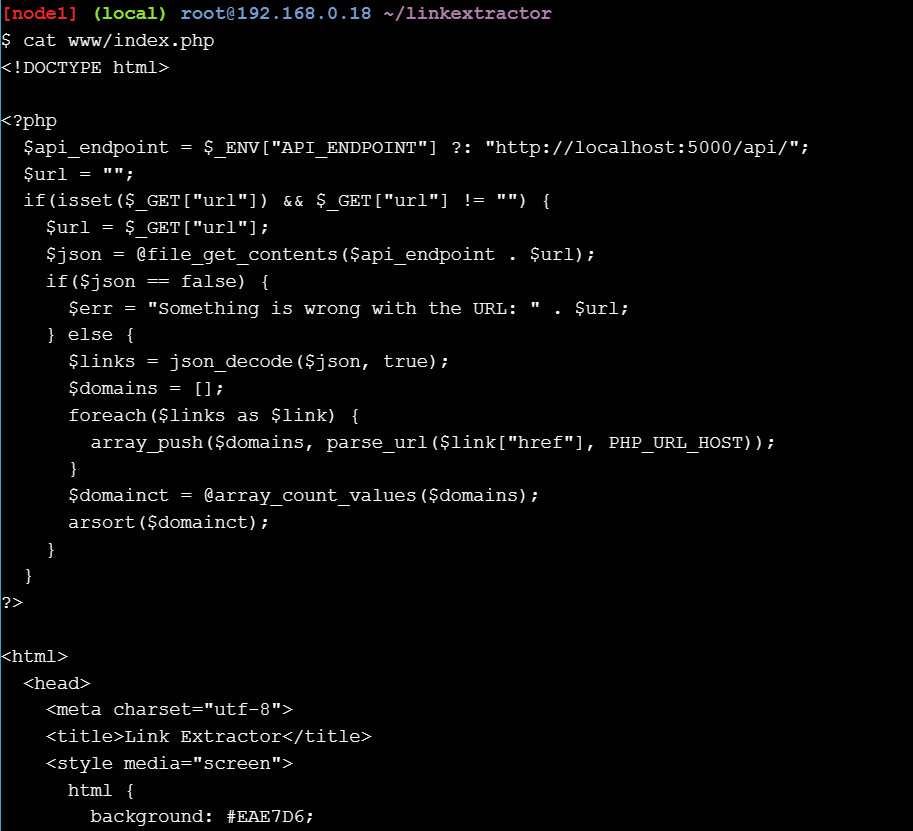 [node1] (local) root@192.168.0.18 ~/linkextractor
$ cat www/index.php
<!DOCTYPE html>

<?php
  $api_endpoint = $_ENV["API_ENDPOINT"] ?: "http://localhost:5000/api/";
  $url = "";
  if(isset($_GET["url"]) && $_GET["url"] != "") {
    $url = $_GET["url"];
    $json = @file_get_contents($api_endpoint . $url);
    if($json == false) {
      $err = "Something is wrong with the URL: " . $url;
    } else {
      $links = json_decode($json, true);
      $domains = [];
      foreach($links as $link) {
        array_push($domains, parse_url($link["href"], PHP_URL_HOST));
      }
      $domainct = @array_count_values($domains);
      arsort($domainct);
    }
  }
?>

<html>
  <head>
    <meta charset="utf-8">
    <title>Link Extractor</title>
    <style media="screen">
      html {
        background: #EAE7D6;